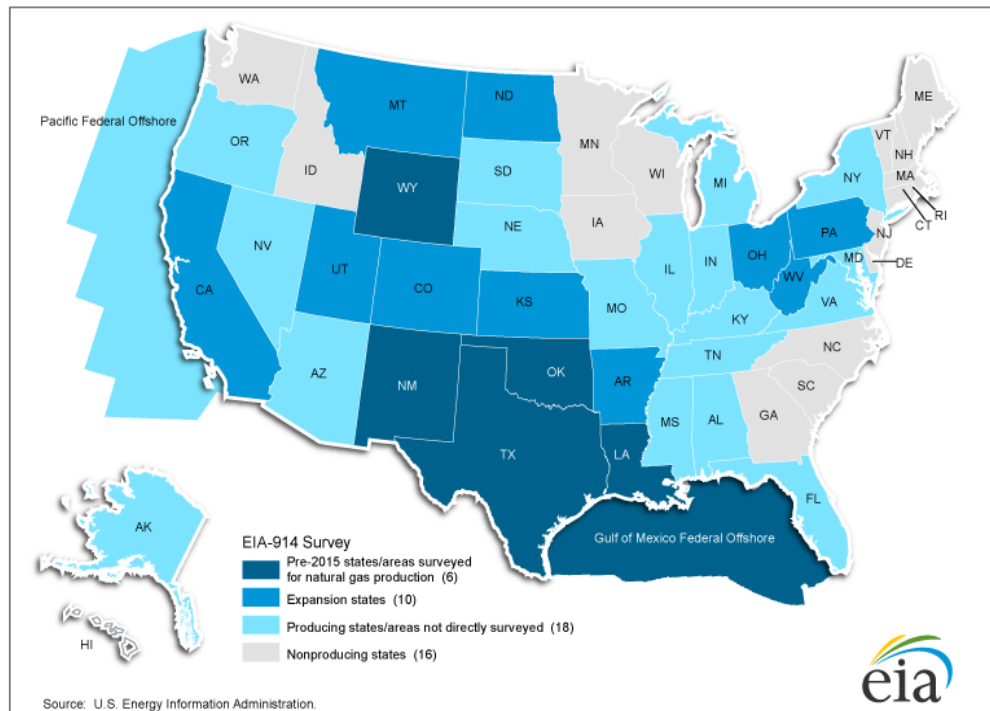 WA
MT
ND
MN
ME
VT
NH
MA
RI
CT
Pacific Federal Offshore
OR
ID
WY
SD
WI
MI
NY
NE
IA
PA
NJ
OH
MD
DE
NV
UT
CO
KS
IL
IN
WV
VA
CA
MO
KY
NC
TN
AZ
NM
OK
AR
SC
MS
AL
GA
TX
LA
FL
AK
HI
Gulf of Mexico Federal Offshore
EIA-914 Survey
Pre-2015 states/areas surveyed
for natural gas production (6)
Expansion states (10)
Producing states/areas not directly surveyed (18)
Nonproducing states (16)
Source: U.S. Energy Information Administration.
eia